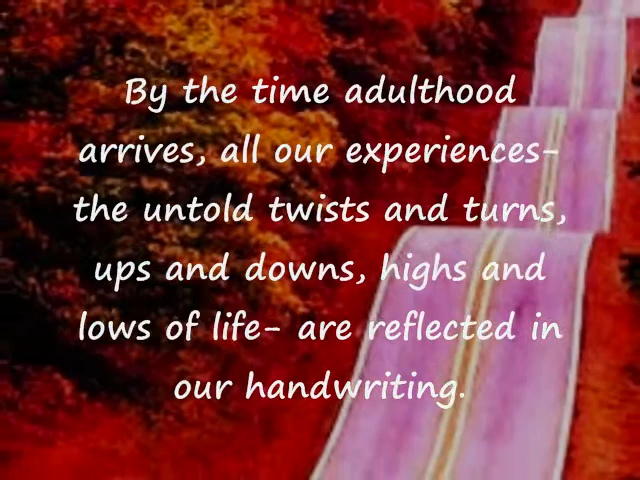 By the time adulthood
arrives, all our experiences-
the untold twists and turns,
ups and downs, highs and
lows of life- are reflected in
our handwriting.